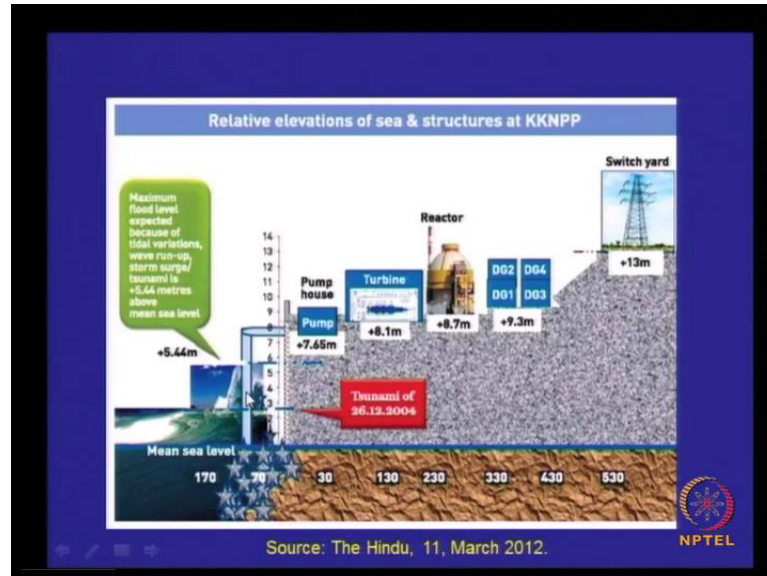 Relative elevations of sea & structures at KKNPP
Maximum
flood level
expected
because of
tidal variations,
wave run-up,
storm surge/
tsunami is
+5.44 metres
above
mean sea level
+5.44m
14
13
12
11
10
9
8
7
6
5
4
3
2
Pump
house
Pump
+7.65m
Turbine
+8.1m
Reactor
+8.7m
DG2 DG4
DG1 DG3
+9.3m
Switch yard
+13m
Tsunami of
26.12.2004
Mean sea level
170 70 30 130 230 330 430 530
Source: The Hindu, 11, March 2012.
NPTEL